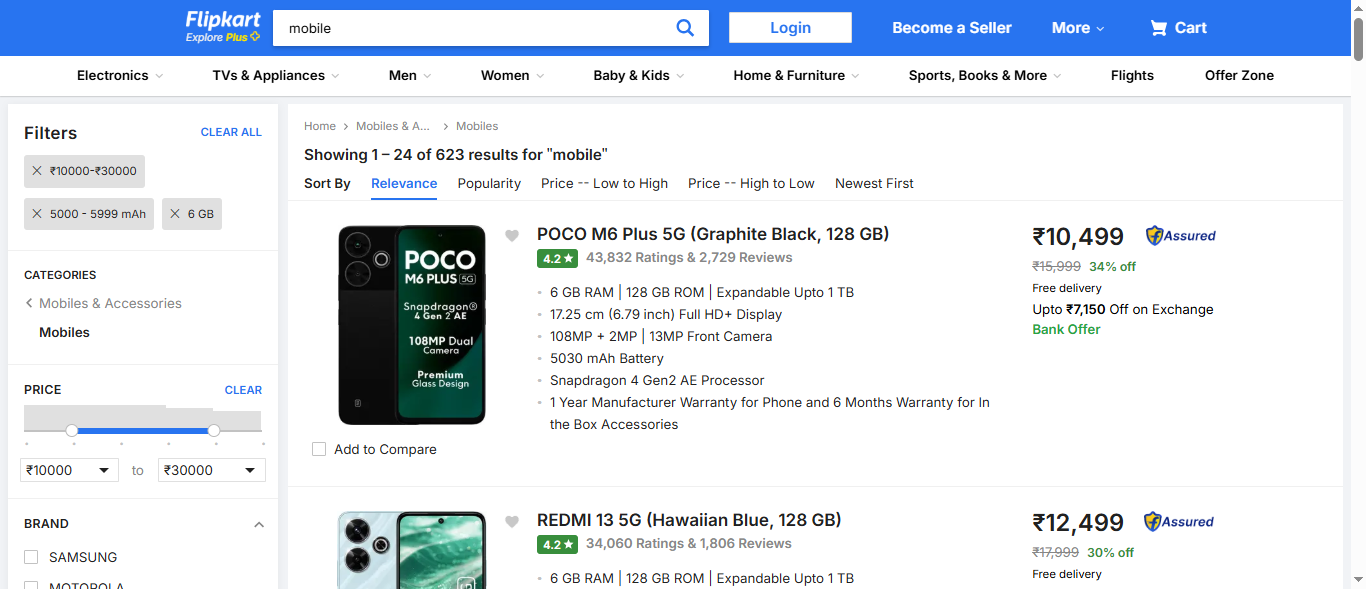 Flipkart
Explore Plus
mobile
Login
Become a Seller
More
Cart
Electronics
TVs & Appliances
Men
Women
Baby & Kids
Home & Furniture
Sports, Books & More
Flights
Offer Zone
Filters
CLEAR ALL
✕ ₹10000-₹30000
✕ 5000 - 5999 mAh
✕ 6 GB
CATEGORIES
Mobiles & Accessories
Mobiles
PRICE
CLEAR
₹10000
to
₹30000
BRAND
SAMSUNG
MOTOROLA
Home
Mobiles & A...
Mobiles
Showing 1 – 24 of 623 results for "mobile"
Sort By
Relevance
Popularity
Price -- Low to High
Price -- High to Low
Newest First
POCO
M6 PLUS 5G
Snapdragon®
4 Gen 2 AE
108MP Dual
Camera
Premium
Glass Design
Add to Compare
POCO M6 Plus 5G (Graphite Black, 128 GB)
4.2★ 43,832 Ratings & 2,729 Reviews
6 GB RAM | 128 GB ROM | Expandable Upto 1 TB
17.25 cm (6.79 inch) Full HD+ Display
108MP + 2MP | 13MP Front Camera
5030 mAh Battery
Snapdragon 4 Gen2 AE Processor
1 Year Manufacturer Warranty for Phone and 6 Months Warranty for In
the Box Accessories
₹10,499
Assured
₹15,999 34% off
Free delivery
Upto ₹7,150 Off on Exchange
Bank Offer
REDMI 13 5G (Hawaiian Blue, 128 GB)
4.2★ 34,060 Ratings & 1,806 Reviews
6 GB RAM | 128 GB ROM | Expandable Upto 1 TB
₹12,499
Assured
₹17,999 30% off
Free delivery